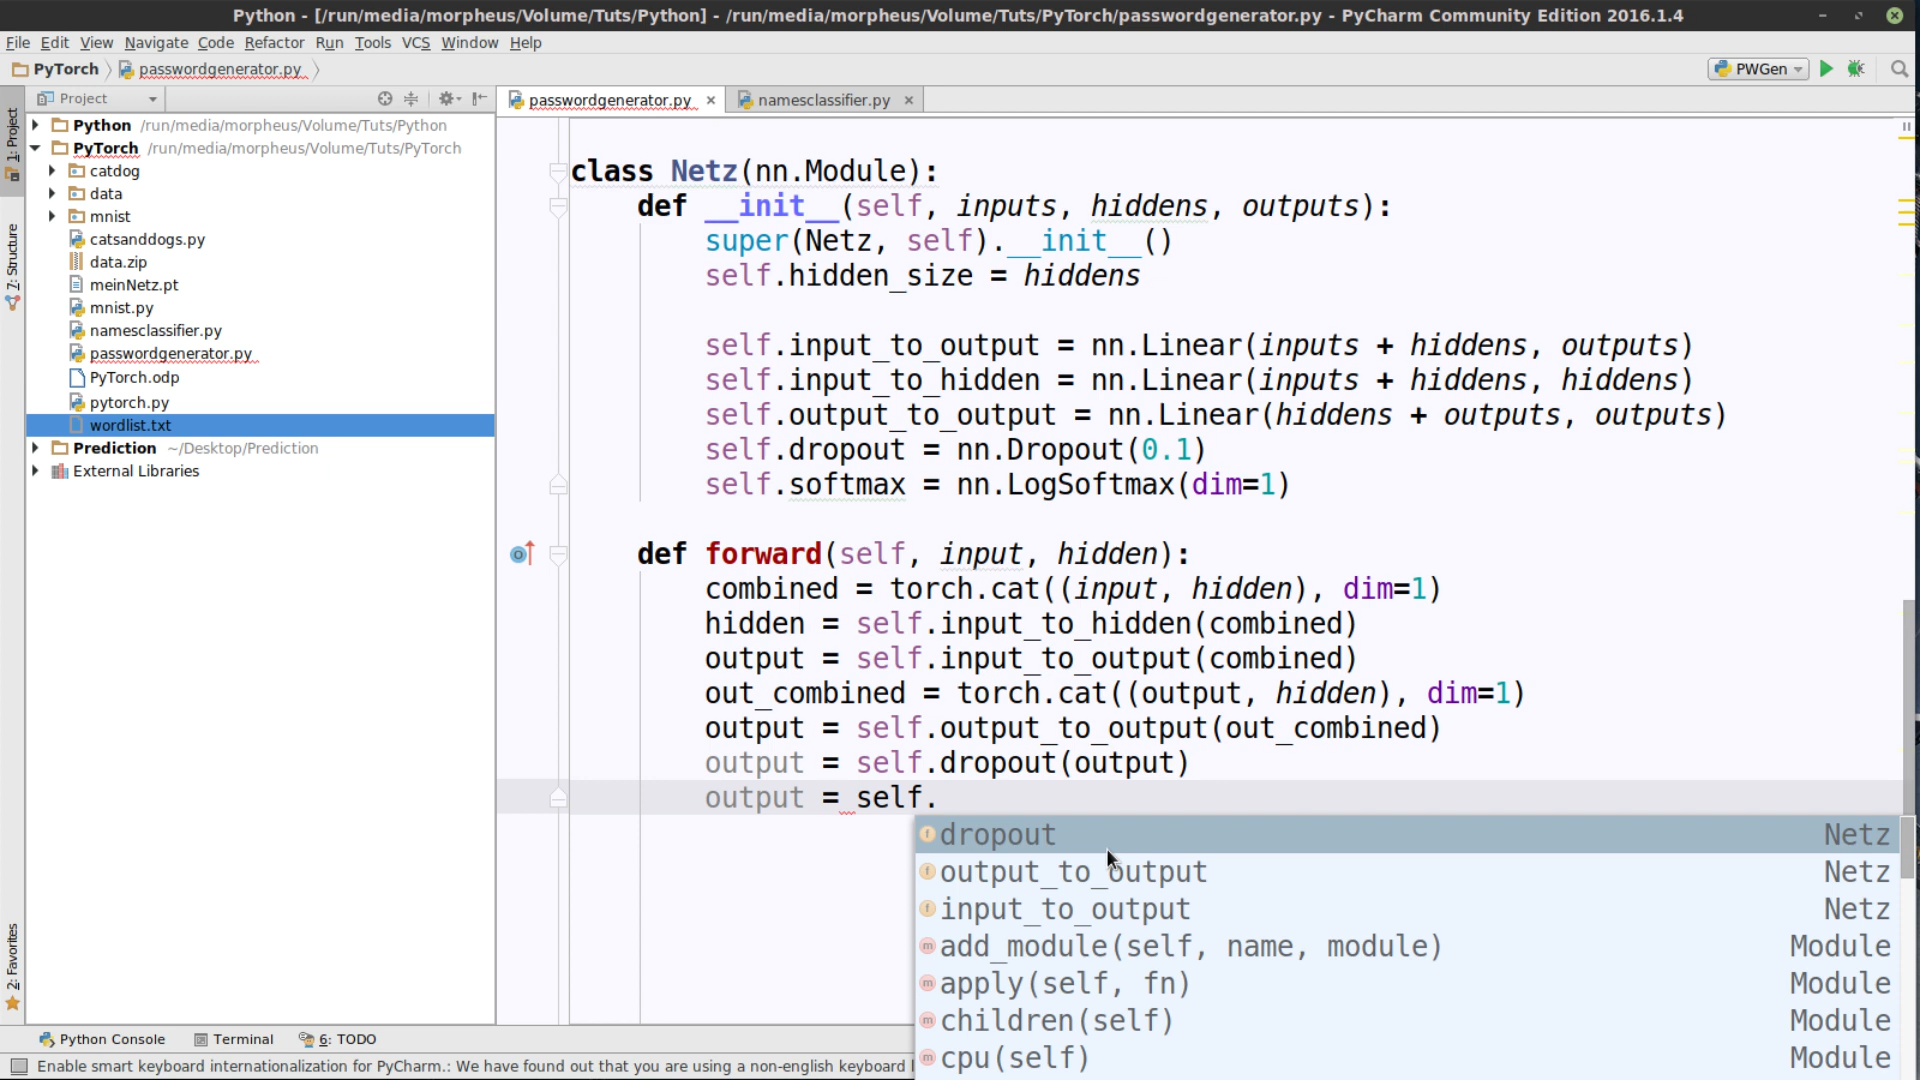 Python - [/run/media/morpheus/Volume/Tuts/Python] - /run/media/morpheus/Volume/Tuts/PyTorch/passwordgenerator.py - PyCharm Community Edition 2016.1.4
File Edit View Navigate Code Refactor Run Tools VCS Window Help
PyTorch passwordgenerator.py PWGen
Project
passwordgenerator.py namesclassifier.py
1: Project
7: Structure
2: Favorites
Python /run/media/morpheus/Volume/Tuts/Python
PyTorch /run/media/morpheus/Volume/Tuts/PyTorch
catdog
data
mnist
catsanddogs.py
data.zip
meinNetz.pt
mnist.py
namesclassifier.py
passwordgenerator.py
PyTorch.odp
pytorch.py
wordlist.txt
Prediction ~/Desktop/Prediction
External Libraries
class Netz(nn.Module):
def __init__(self, inputs, hiddens, outputs):
super(Netz, self).__init__()
self.hidden_size = hiddens
self.input_to_output = nn.Linear(inputs + hiddens, outputs)
self.input_to_hidden = nn.Linear(inputs + hiddens, hiddens)
self.output_to_output = nn.Linear(hiddens + outputs, outputs)
self.dropout = nn.Dropout(0.1)
self.softmax = nn.LogSoftmax(dim=1)
def forward(self, input, hidden):
combined = torch.cat((input, hidden), dim=1)
hidden = self.input_to_hidden(combined)
output = self.input_to_output(combined)
out_combined = torch.cat((output, hidden), dim=1)
output = self.output_to_output(out_combined)
output = self.dropout(output)
output = self.
dropout Netz
output_to_output Netz
input_to_output Netz
add_module(self, name, module) Module
apply(self, fn) Module
children(self) Module
cpu(self) Module
Python Console Terminal 6: TODO
Enable smart keyboard internationalization for PyCharm.: We have found out that you are using a non-english keyboard